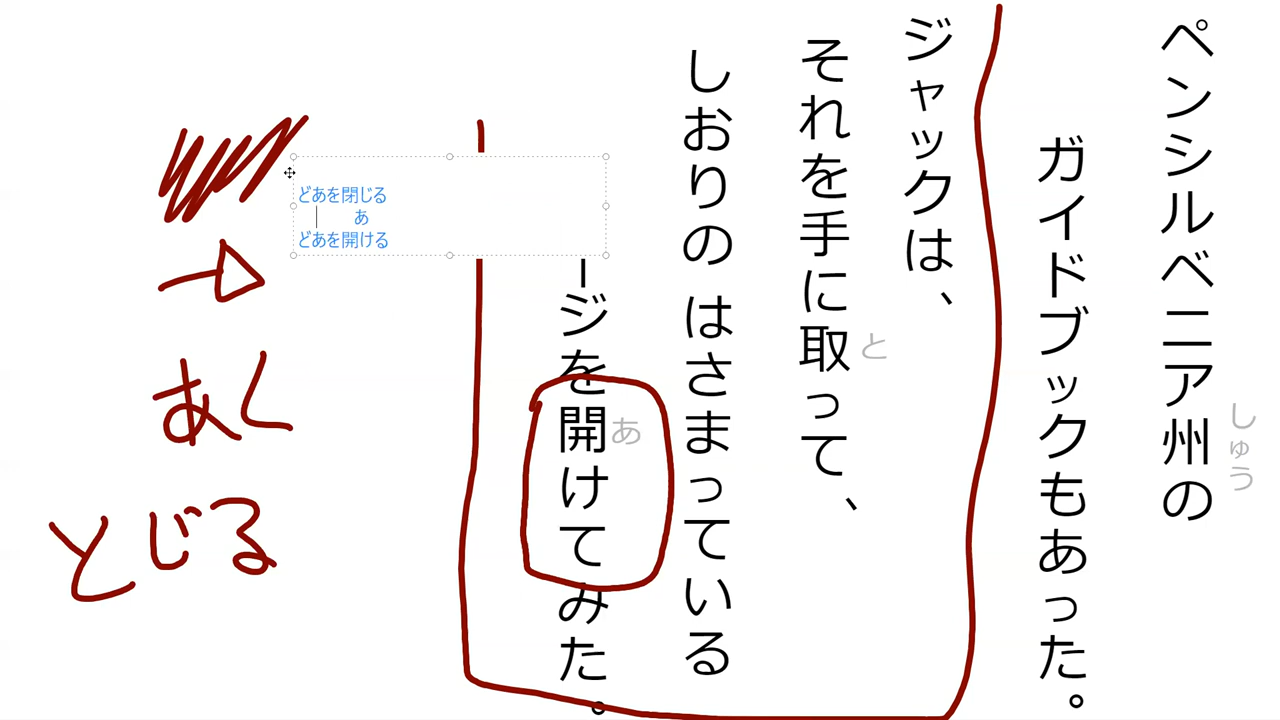 ペンシルベニア州の
しゅう
ガイドブックもあった。
ジャックは、
それを手に取って、
と
しおりの はさまっている
ージを開けてみた。
あ
どあを閉じる
あ
どあを開ける
あく
とじる